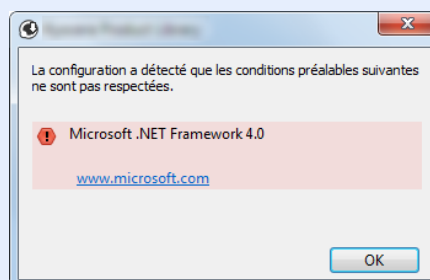 La configuration a détecté que les conditions préalables suivantes
ne sont pas respectées.
Microsoft .NET Framework 4.0
www.microsoft.com
OK